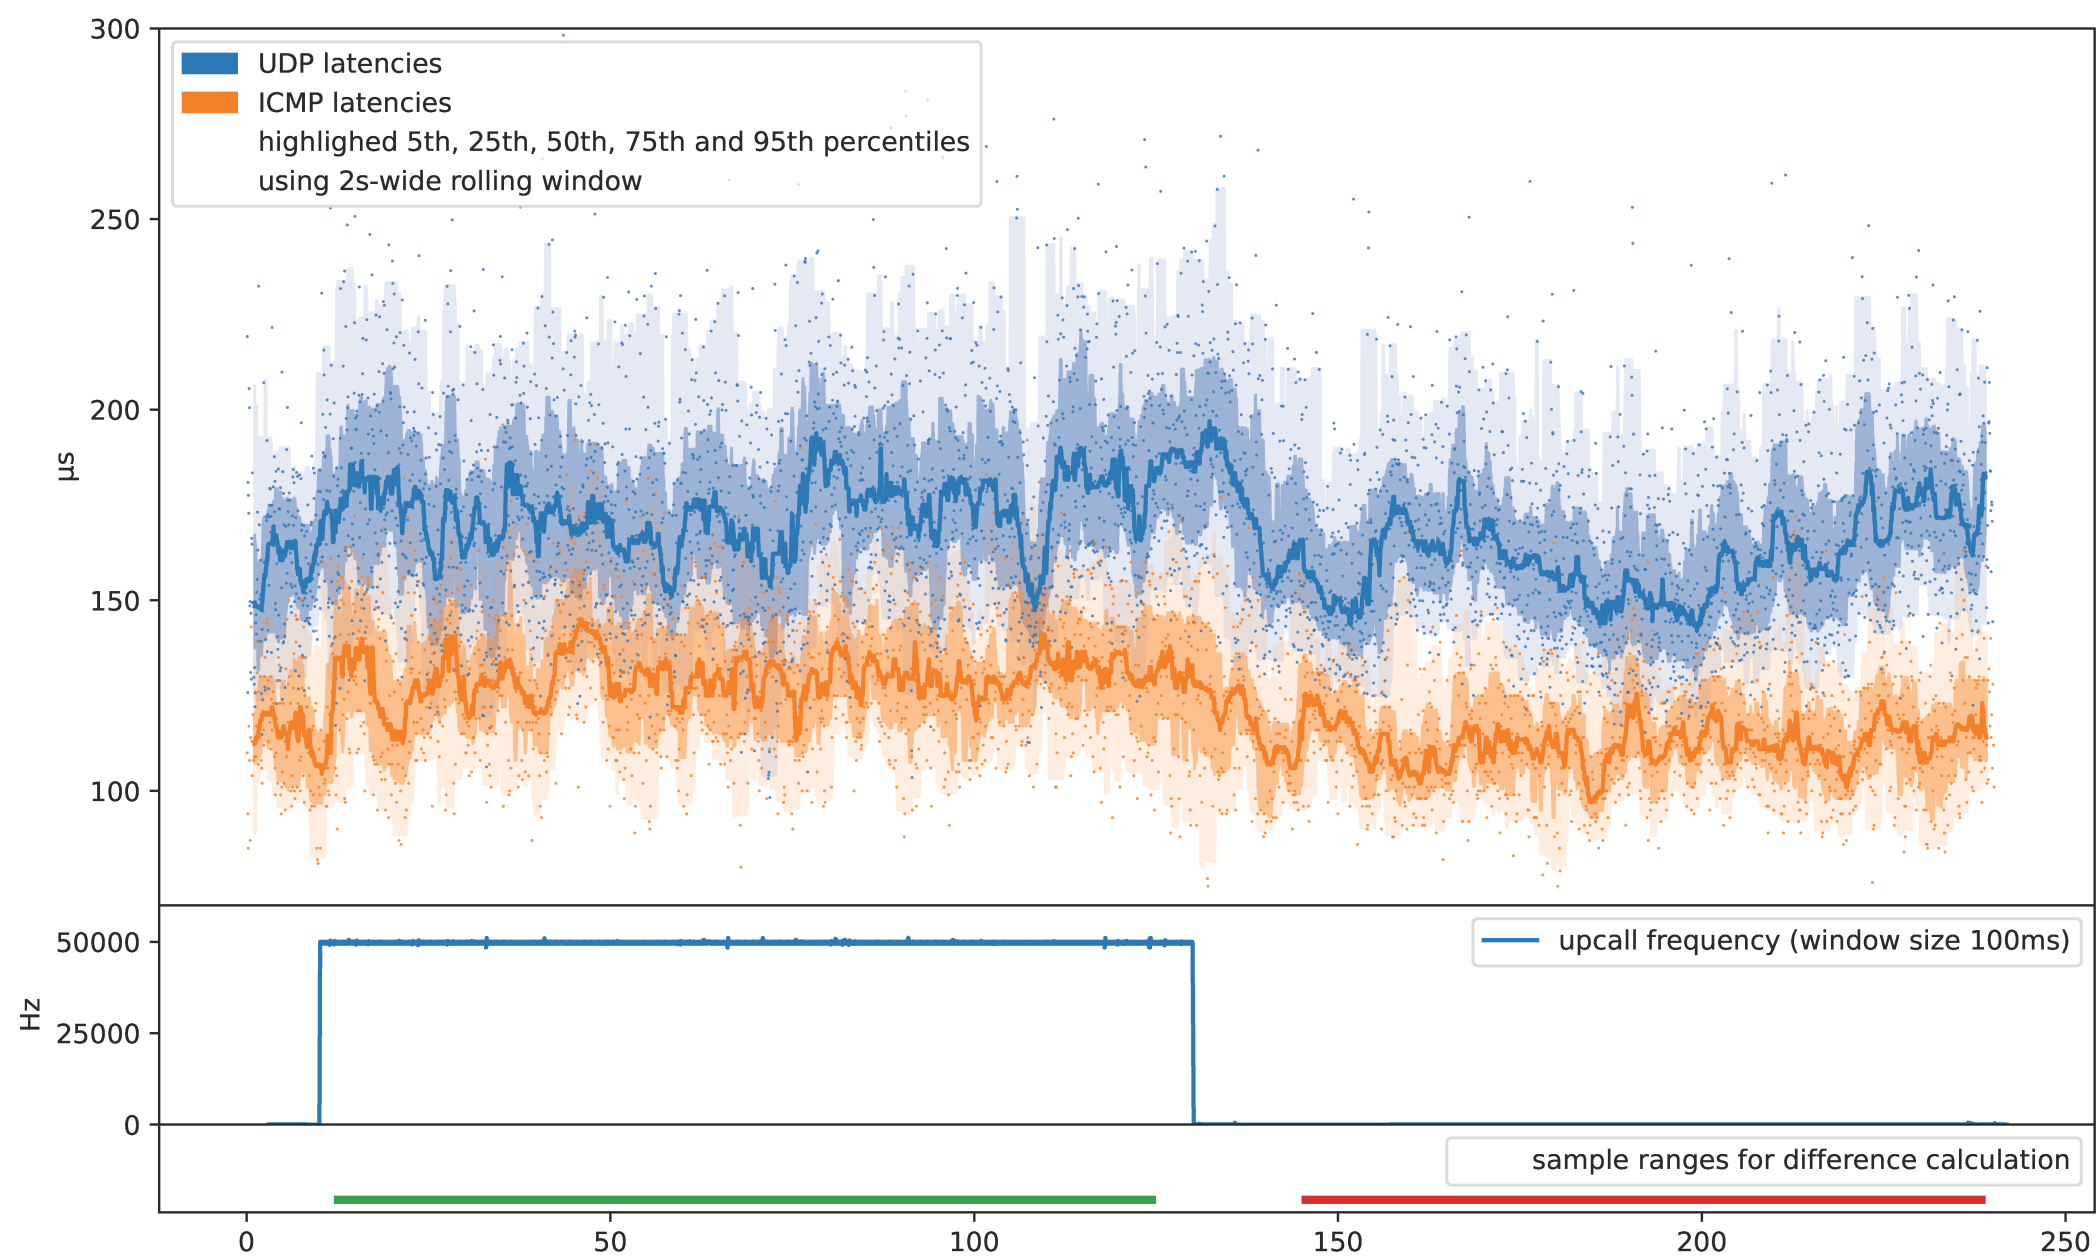 300
UDP latencies
ICMP latencies
highlighed 5th, 25th, 50th, 75th and 95th percentiles
using 2s-wide rolling window
250
200
µs
150
100
50000
upcall frequency (window size 100ms)
Hz
25000
0
sample ranges for difference calculation
0 50 100 150 200 250